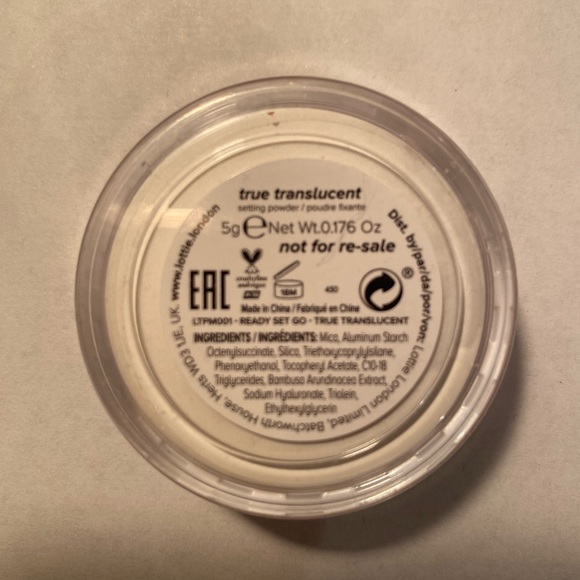 true translucent
setting powder / poudre fixante
5g e Net Wt.0.176 Oz
not for re-sale
EAC
crueltyfree
18M
430
®
Made in China / Fabriqué en Chine
LTPM001 - READY SET GO - TRUE TRANSLUCENT
INGREDIENTS / INGRÉDIENTS: Mica, Aluminum Starch
Octenylsuccinate, Silica, Triethoxycaprylylsilane,
Phenoxyethanol, Tocopheryl Acetate, C10-18
Triglycerides, Bambusa Arundinacea Extract,
Sodium Hyaluronate, Triolein,
Ethylhexylglycerin
Dist. by/par/da/por/von: Lottie London Limited, Batchworth House, Herts WD3 1JE, UK. www.lottie.london